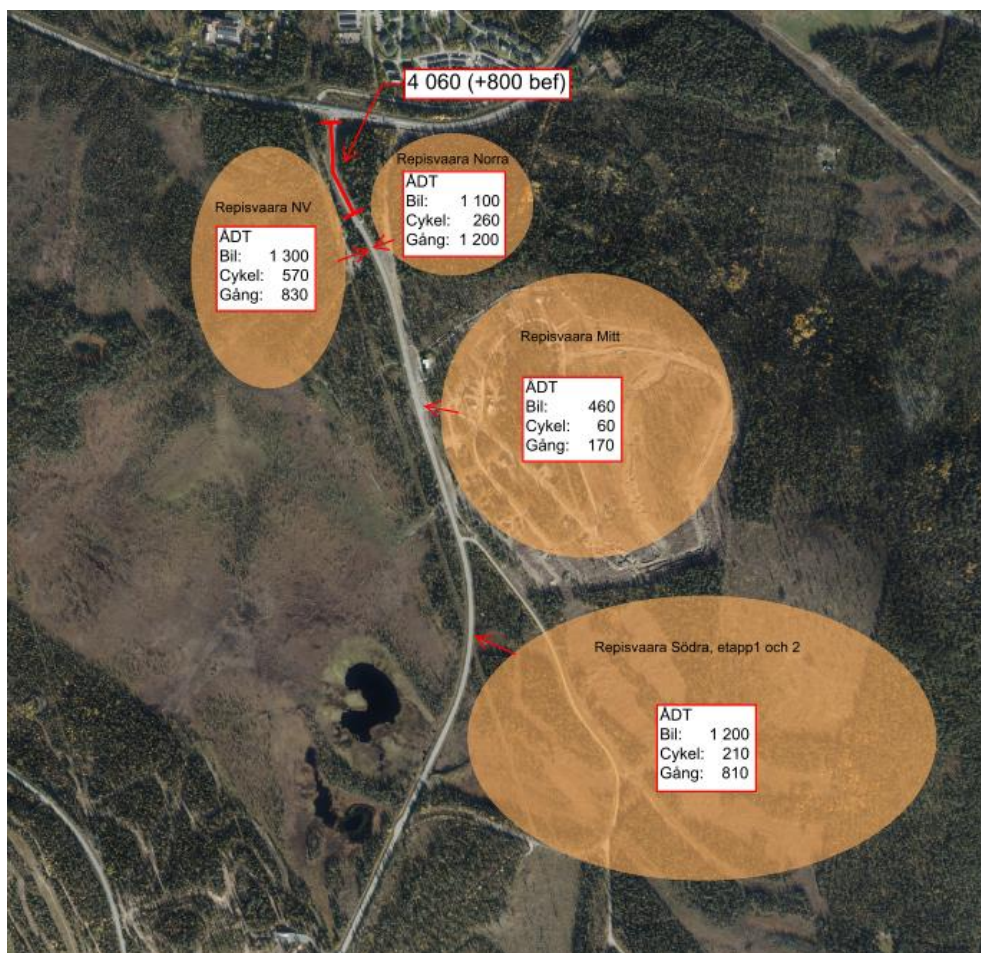 4 060 (+800 bef)
Repisvaara Norra
ÅDT
Bil: 1 100
Cykel: 260
Gång: 1 200
Repisvaara NV
ÅDT
Bil: 1 300
Cykel: 570
Gång: 830
Repisvaara Mitt
ÅDT
Bil: 460
Cykel: 60
Gång: 170
Repisvaara Södra, etapp1 och 2
ÅDT
Bil: 1 200
Cykel: 210
Gång: 810